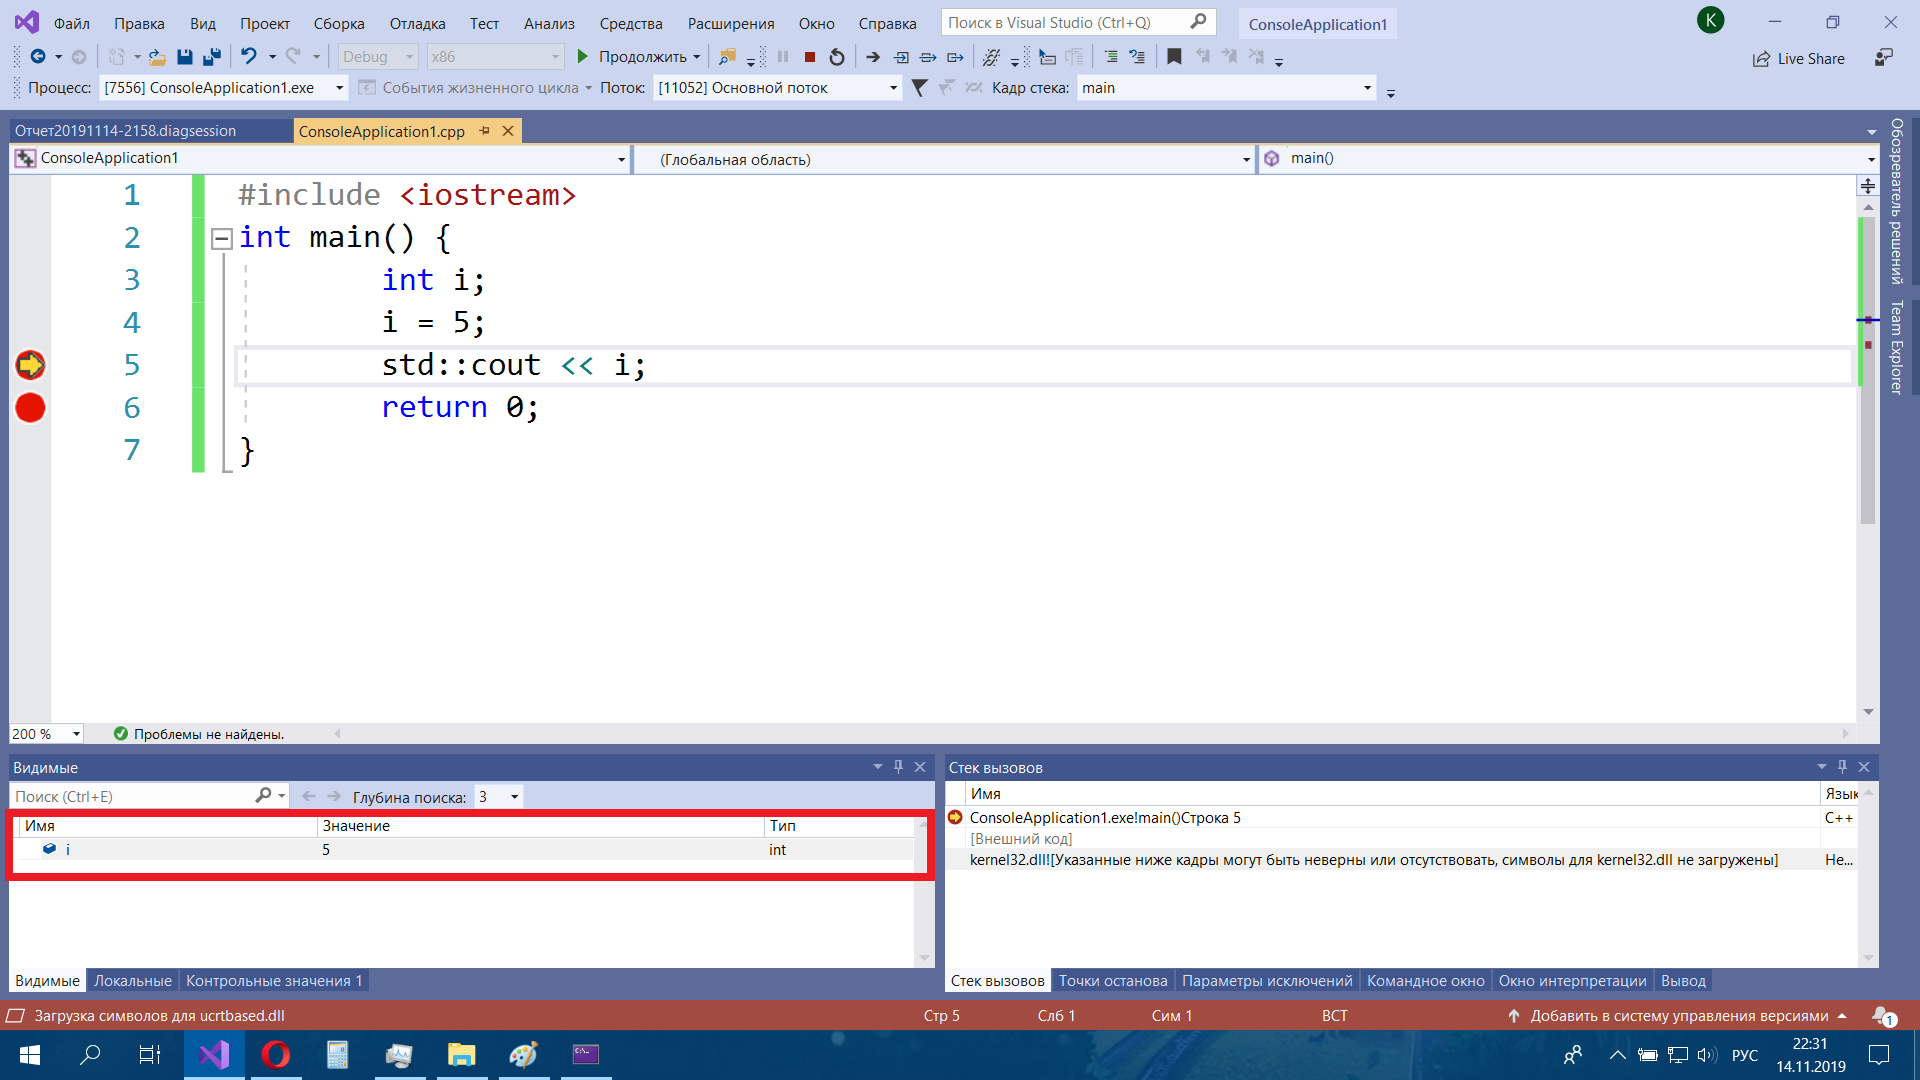 Файл Правка Вид Проект Сборка Отладка Тест Анализ Средства Расширения Окно Справка Поиск в Visual Studio (Ctrl+Q) ConsoleApplication1 K
Debug x86 Продолжить Live Share
Процесс: [7556] ConsoleApplication1.exe События жизненного цикла Поток: [11052] Основной поток Кадр стека: main
Отчет20191114-2158.diagsession ConsoleApplication1.cpp
ConsoleApplication1 (Глобальная область) main()
1 #include <iostream>
2 int main() {
3 int i;
4 i = 5;
5 std::cout << i;
6 return 0;
7 }
Обозреватель решений
Team Explorer
200 % Проблемы не найдены.
Видимые
Поиск (Ctrl+E) Глубина поиска: 3
Имя Значение Тип
i 5 int
Видимые Локальные Контрольные значения 1
Стек вызовов
Имя Язык
ConsoleApplication1.exe!main()Строка 5 C++
[Внешний код]
kernel32.dll![Указанные ниже кадры могут быть неверны или отсутствовать, символы для kernel32.dll не загружены] Не...
Стек вызовов Точки останова Параметры исключений Командное окно Окно интерпретации Вывод
Загрузка символов для ucrtbased.dll Стр 5 Слб 1 Сим 1 ВСТ Добавить в систему управления версиями 1
РУС 22:31
14.11.2019